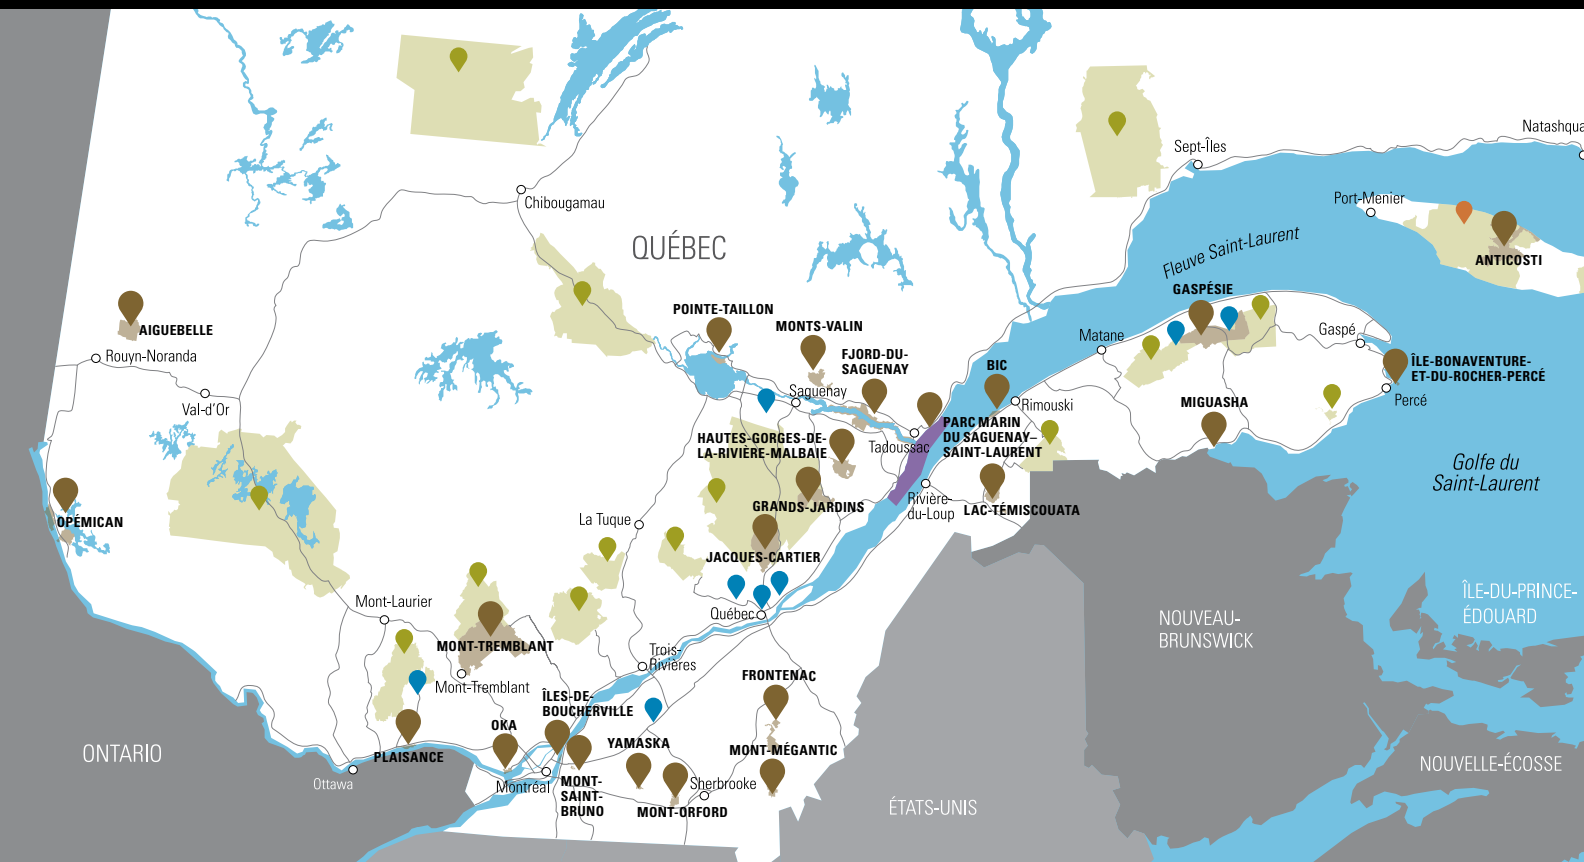 Natashqua
Sept-Îles
Port-Menier
Chibougamau
QUÉBEC
Fleuve Saint-Laurent
ANTICOSTI
GASPÉSIE
POINTE-TAILLON
MONTS-VALIN
AIGUEBELLE
Rouyn-Noranda
Matane
Gaspé
FJORD-DU-
SAGUENAY
BIC
ÎLE-BONAVENTURE-
ET-DU-ROCHER-PERCÉ
Saguenay
Percé
Val-d'Or
Rimouski
MIGUASHA
PARC MARIN
DU SAGUENAY–
SAINT-LAURENT
HAUTES-GORGES-DE-
LA-RIVIÈRE-MALBAIE
Tadoussac
Golfe du
Saint-Laurent
OPÉMICAN
La Tuque
GRANDS-JARDINS
Rivière-
du-Loup
LAC-TÉMISCOUATA
JACQUES-CARTIER
Mont-Laurier
Québec
ÎLE-DU-PRINCE-
ÉDOUARD
NOUVEAU-
BRUNSWICK
MONT-TREMBLANT
Trois-
Rivières
Mont-Tremblant
FRONTENAC
ÎLES-DE-
BOUCHERVILLE
OKA
YAMASKA
MONT-MÉGANTIC
ONTARIO
PLAISANCE
NOUVELLE-ÉCOSSE
Ottawa
Montréal
MONT-
SAINT-
BRUNO
Sherbrooke
MONT-ORFORD
ÉTATS-UNIS